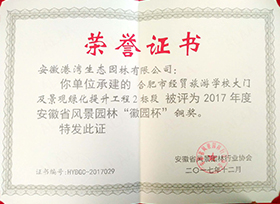 荣誉证书
安徽港湾生态园林有限公司：
你单位承建的 合肥市经贸旅游学校大门
及景观绿化提升工程2标段 被评为2017年度
安徽省风景园林“徽园杯”铜奖。
特发此证
证书编号：HYDGC-2017029
安徽省风景园林行业协会
二〇一七年十二月